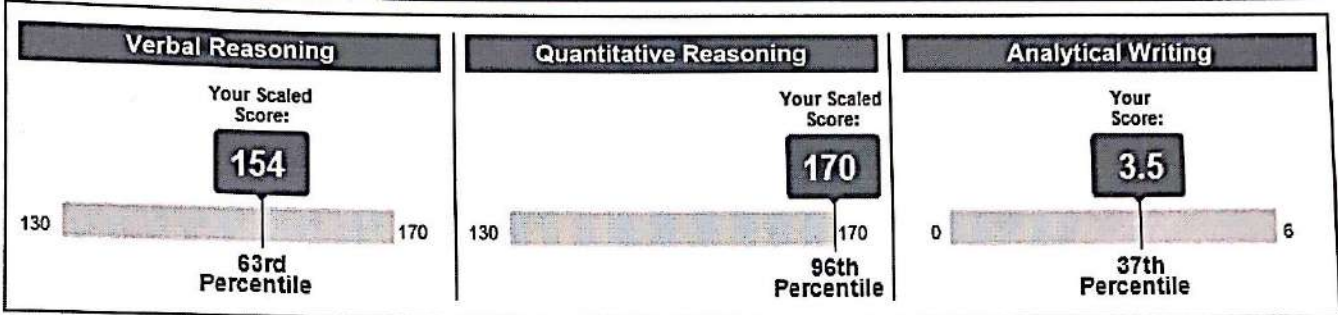 Verbal Reasoning
Your Scaled
Score:
154
130
170
63rd
Percentile
Quantitative Reasoning
Your Scaled
Score:
170
130
170
96th
Percentile
Analytical Writing
Your
Score:
3.5
0
6
37th
Percentile